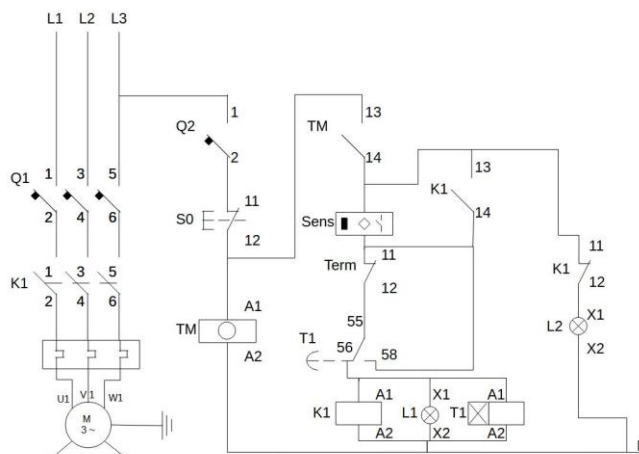 L1 L2 L3
1
Q2
2
13
TM
14
13
K1
14
Q1 1 3 5
2 4 6
11
S0
12
Sens
11
Term
12
11
K1
12
K1 1 3 5
2 4 6
A1
TM
A2
55
T1 56 58
X1
L2
X2
U1 V1 W1
M
3 ~
A1 X1 A1
K1 L1 T1
A2 X2 A2